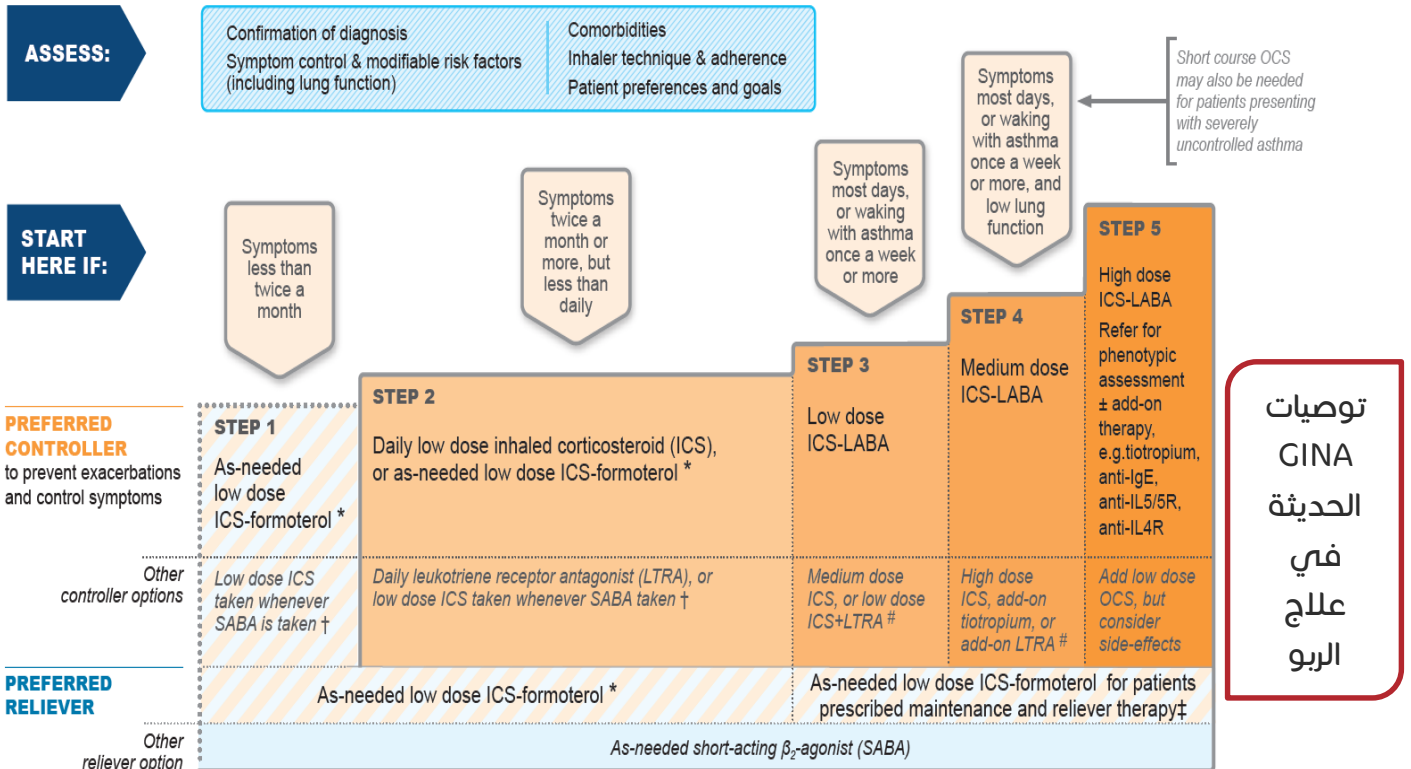 ASSESS:
Confirmation of diagnosis
Symptom control & modifiable risk factors
(including lung function)
Comorbidities
Inhaler technique & adherence
Patient preferences and goals
Short course OCS
may also be needed
for patients presenting
with severely
uncontrolled asthma
START
HERE IF:
Symptoms
less than
twice a
month
Symptoms
twice a
month or
more, but
less than
daily
Symptoms
most days,
or waking
with asthma
once a week
or more
Symptoms
most days,
or waking
with asthma
once a week
or more, and
low lung
function
PREFERRED
CONTROLLER
to prevent exacerbations
and control symptoms
STEP 1
As-needed
low dose
ICS-formoterol *
STEP 2
Daily low dose inhaled corticosteroid (ICS),
or as-needed low dose ICS-formoterol *
STEP 3
Low dose
ICS-LABA
STEP 4
Medium dose
ICS-LABA
STEP 5
High dose
ICS-LABA
Refer for
phenotypic
assessment
± add-on
therapy,
e.g.tiotropium,
anti-IgE,
anti-IL5/5R,
anti-IL4R
Other
controller options
Low dose ICS
taken whenever
SABA is taken †
Daily leukotriene receptor antagonist (LTRA), or
low dose ICS taken whenever SABA taken †
Medium dose
ICS, or low dose
ICS+LTRA #
High dose
ICS, add-on
tiotropium, or
add-on LTRA #
Add low dose
OCS, but
consider
side-effects
PREFERRED
RELIEVER
As-needed low dose ICS-formoterol *
As-needed low dose ICS-formoterol for patients
prescribed maintenance and reliever therapy‡
Other
reliever option
As-needed short-acting β2-agonist (SABA)
توصيات
GINA
الحديثة
في
علاج
الربو